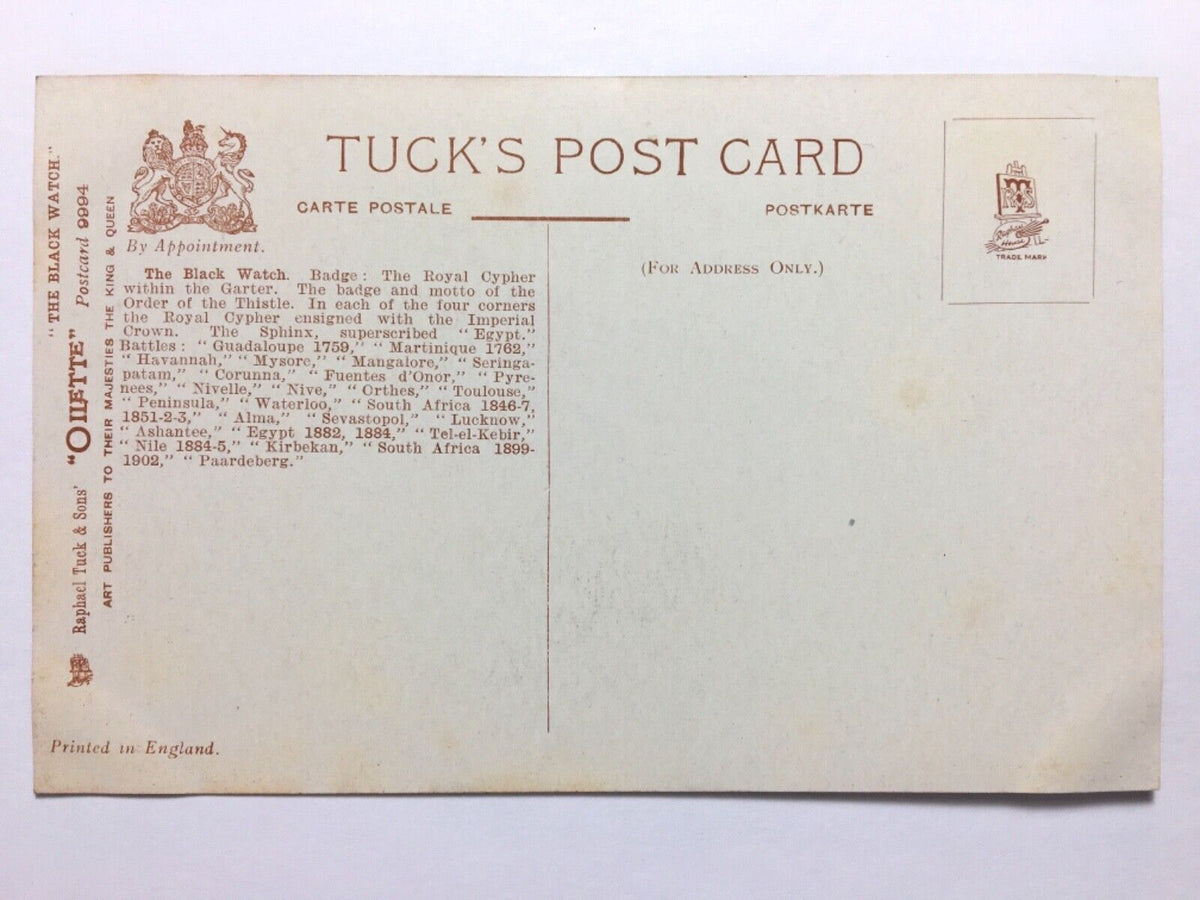 TUCK'S POST CARD
CARTE POSTALE
POSTKARTE
By Appointment.
(For Address Only.)
TRADE MARK
Raphael
House
The Black Watch. Badge: The Royal Cypher
within the Garter. The badge and motto of the
Order of the Thistle. In each of the four corners
the Royal Cypher ensigned with the Imperial
Crown. The Sphinx, superscribed "Egypt."
Battles: "Guadaloupe 1759," "Martinique 1762,"
"Havannah," "Mysore," "Mangalore," "Seringa-
patam," "Corunna," "Fuentes d'Onor," "Pyre-
nees," "Nivelle," "Nive," "Orthes," "Toulouse,"
"Peninsula," "Waterloo," "South Africa 1846-7,
1851-2-3," "Alma," "Sevastopol," "Lucknow,"
"Ashantee," "Egypt 1882, 1884," "Tel-el-Kebir,"
"Nile 1884-5," "Kirbekan," "South Africa 1899-
1902," "Paardeberg."
"THE BLACK WATCH."
Raphael Tuck & Sons' "OILETTE" Postcard 9994
ART PUBLISHERS TO THEIR MAJESTIES THE KING & QUEEN
Printed in England.